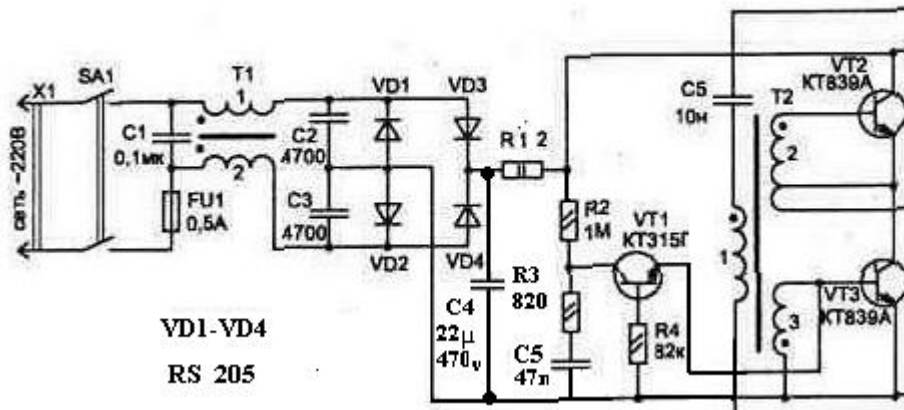 X1
SA1
T1
1
VD1
VD3
C1
0,1мк
C2
4700
2
FU1
0,5А
C3
4700
VD2
VD4
сеть ~220В
R1 2
C5
10н
VT2
КТ839А
T2
2
R2
1М
VT1
КТ315Г
1
R3
820
C4
22µ
470v
R4
82к
VT3
КТ839А
3
C5
47n
VD1-VD4
RS 205